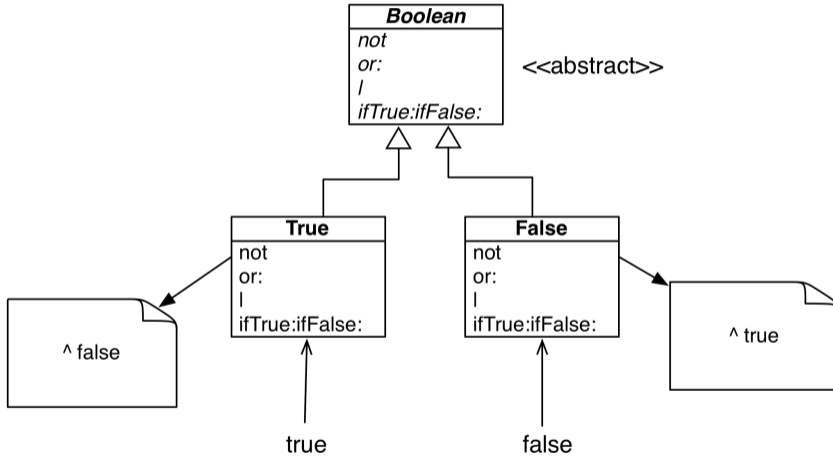 Boolean
not
or:
|
ifTrue:ifFalse:
<<abstract>>
True
not
or:
|
ifTrue:ifFalse:
False
not
or:
|
ifTrue:ifFalse:
^ false
^ true
true
false